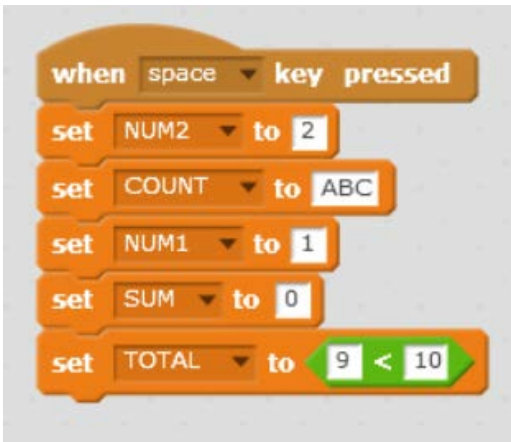 when space key pressed
set NUM2 to 2
set COUNT to ABC
set NUM1 to 1
set SUM to 0
set TOTAL to 9 < 10